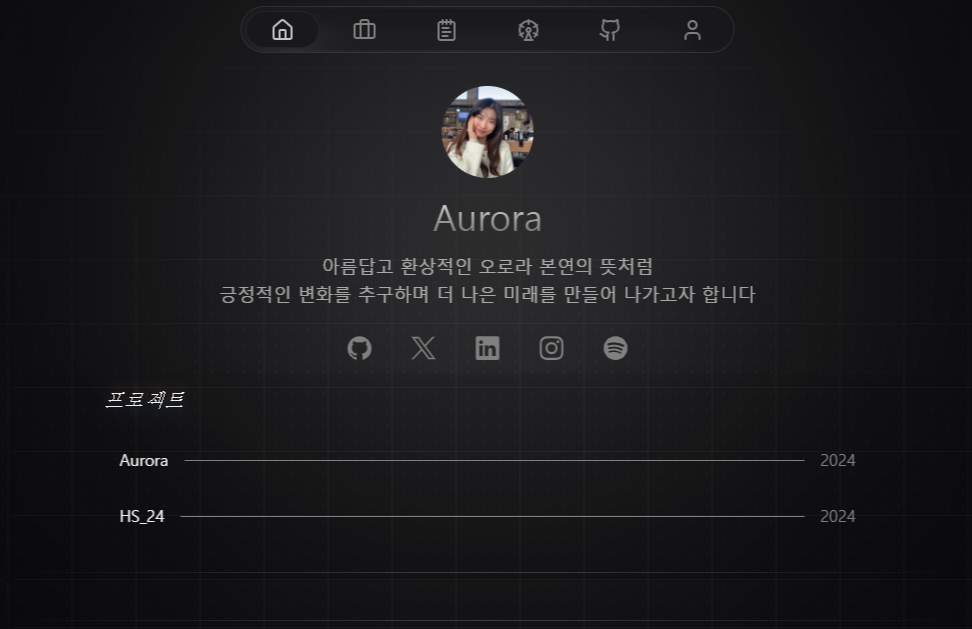 Aurora
아름답고 환상적인 오로라 본연의 뜻처럼
긍정적인 변화를 추구하며 더 나은 미래를 만들어 나가고자 합니다
프로젝트
Aurora 2024
HS_24 2024